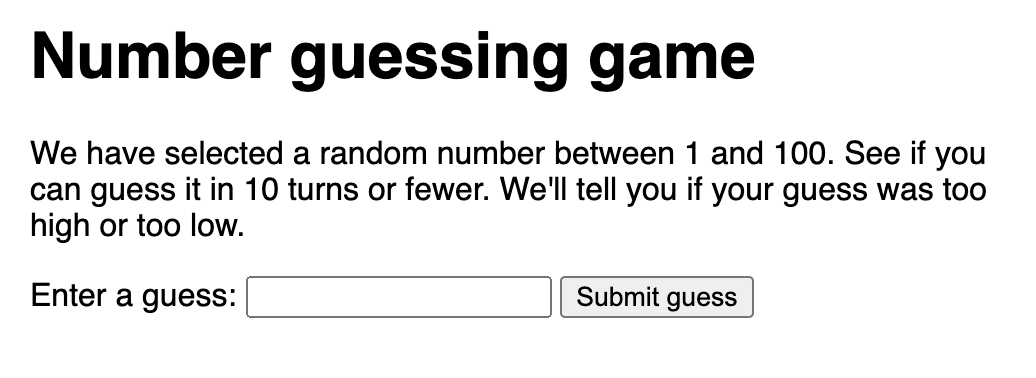 Number guessing game
We have selected a random number between 1 and 100. See if you
can guess it in 10 turns or fewer. We'll tell you if your guess was too
high or too low.
Enter a guess: Submit guess